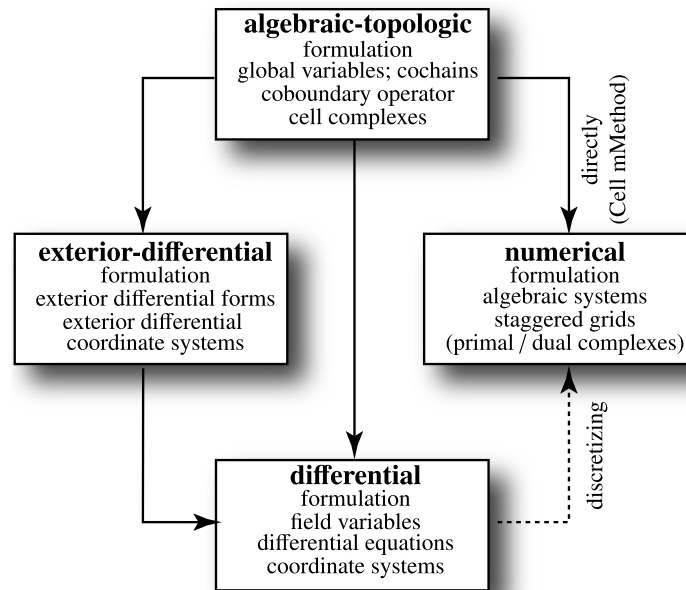 algebraic-topologic
formulation
global variables; cochains
coboundary operator
cell complexes
directly
(Cell mMethod)
exterior-differential
formulation
exterior differential forms
exterior differential
coordinate systems
numerical
formulation
algebraic systems
staggered grids
(primal / dual complexes)
differential
formulation
field variables
differential equations
coordinate systems
discretizing